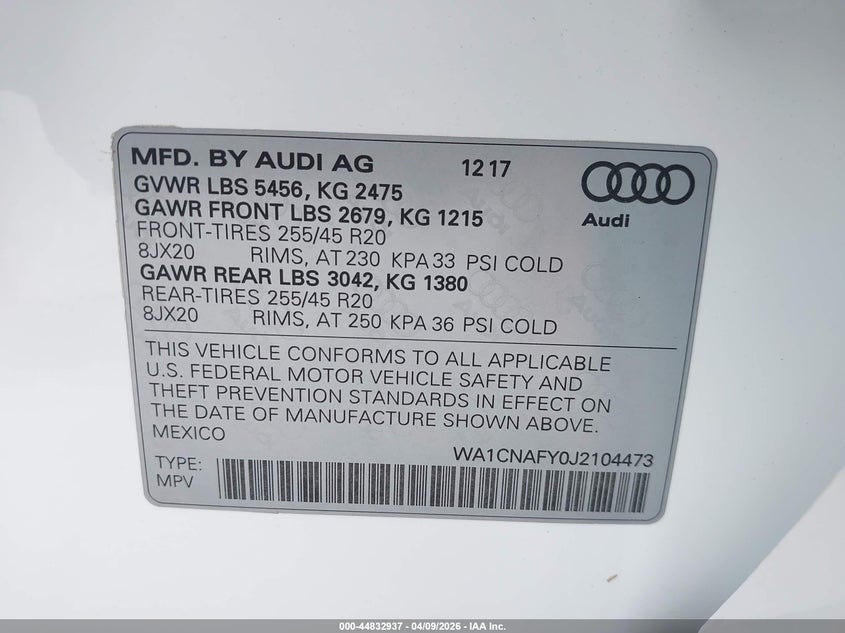 MFD. BY AUDI AG 12 17
Audi
GVWR LBS 5456, KG 2475
GAWR FRONT LBS 2679, KG 1215
FRONT-TIRES 255/45 R20
8JX20 RIMS, AT 230 KPA 33 PSI COLD
GAWR REAR LBS 3042, KG 1380
REAR-TIRES 255/45 R20
8JX20 RIMS, AT 250 KPA 36 PSI COLD
THIS VEHICLE CONFORMS TO ALL APPLICABLE
U.S. FEDERAL MOTOR VEHICLE SAFETY AND
THEFT PREVENTION STANDARDS IN EFFECT ON
THE DATE OF MANUFACTURE SHOWN ABOVE.
MEXICO
WA1CNAFY0J2104473
TYPE:
MPV
000-44832937 - 04/09/2026 - IAA Inc.